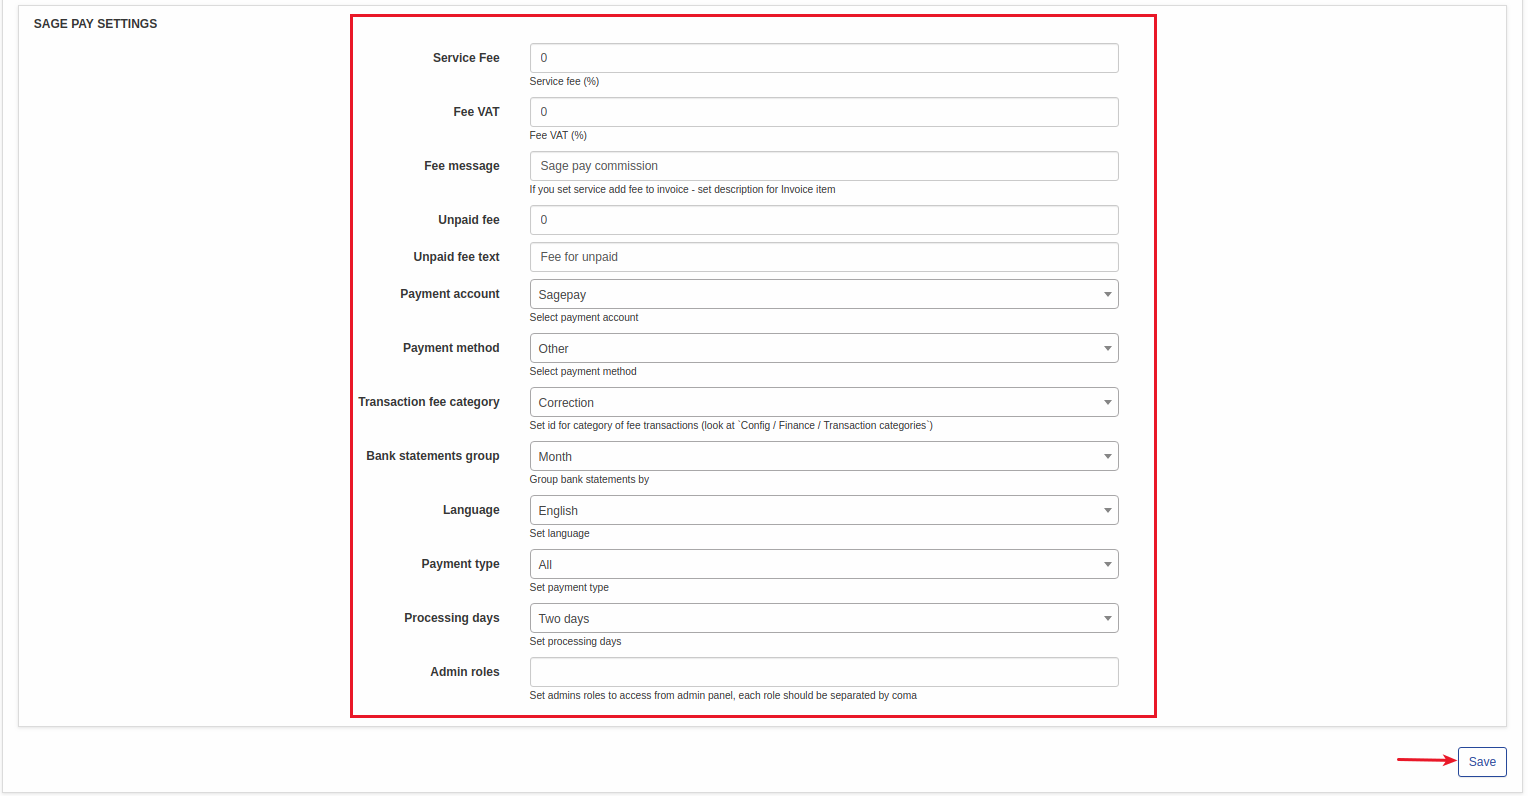 SAGE PAY SETTINGS
Service Fee
0
Service fee (%)
Fee VAT
0
Fee VAT (%)
Fee message
Sage pay commission
If you set service add fee to invoice - set description for Invoice item
Unpaid fee
0
Unpaid fee text
Fee for unpaid
Payment account
Sagepay
Select payment account
Payment method
Other
Select payment method
Transaction fee category
Correction
Set id for category of fee transactions (look at `Config / Finance / Transaction categories`)
Bank statements group
Month
Group bank statements by
Language
English
Set language
Payment type
All
Set payment type
Processing days
Two days
Set processing days
Admin roles
Set admins roles to access from admin panel, each role should be separated by coma
Save